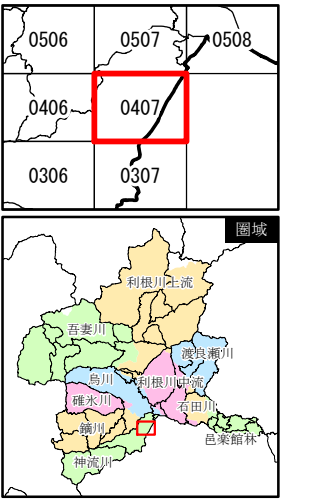 0506 0507 0508
0406 0407
0306 0307
圏域
利根川上流
吾妻川
渡良瀬川
烏川 利根川中流
碓氷川
石田川
鏑川
邑楽館林
神流川